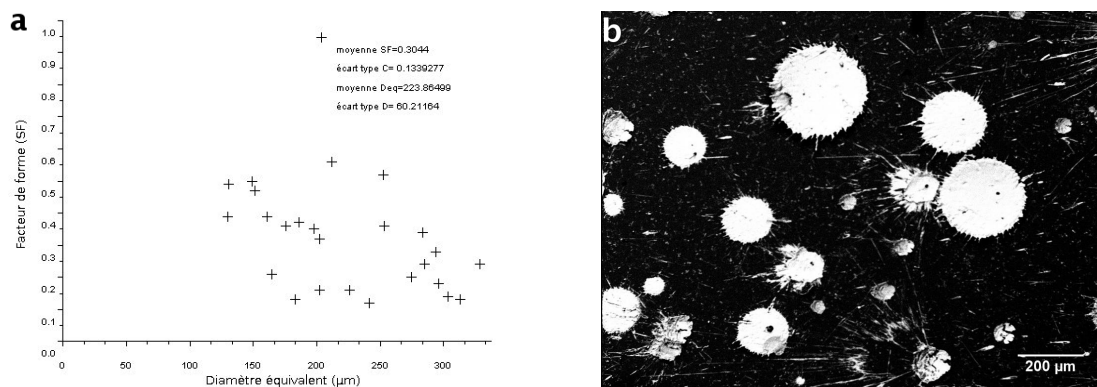 a
1.0
0.9
0.8
0.7
0.6
0.5
0.4
0.3
0.2
0.1
0.0
Facteur de forme (SF)
moyenne SF=0.3044
écart type C= 0.1339277
moyenne Deq=223.86499
écart type D= 60.21164
0
50
100
150
200
250
300
Diamètre équivalent (µm)
b
200 µm